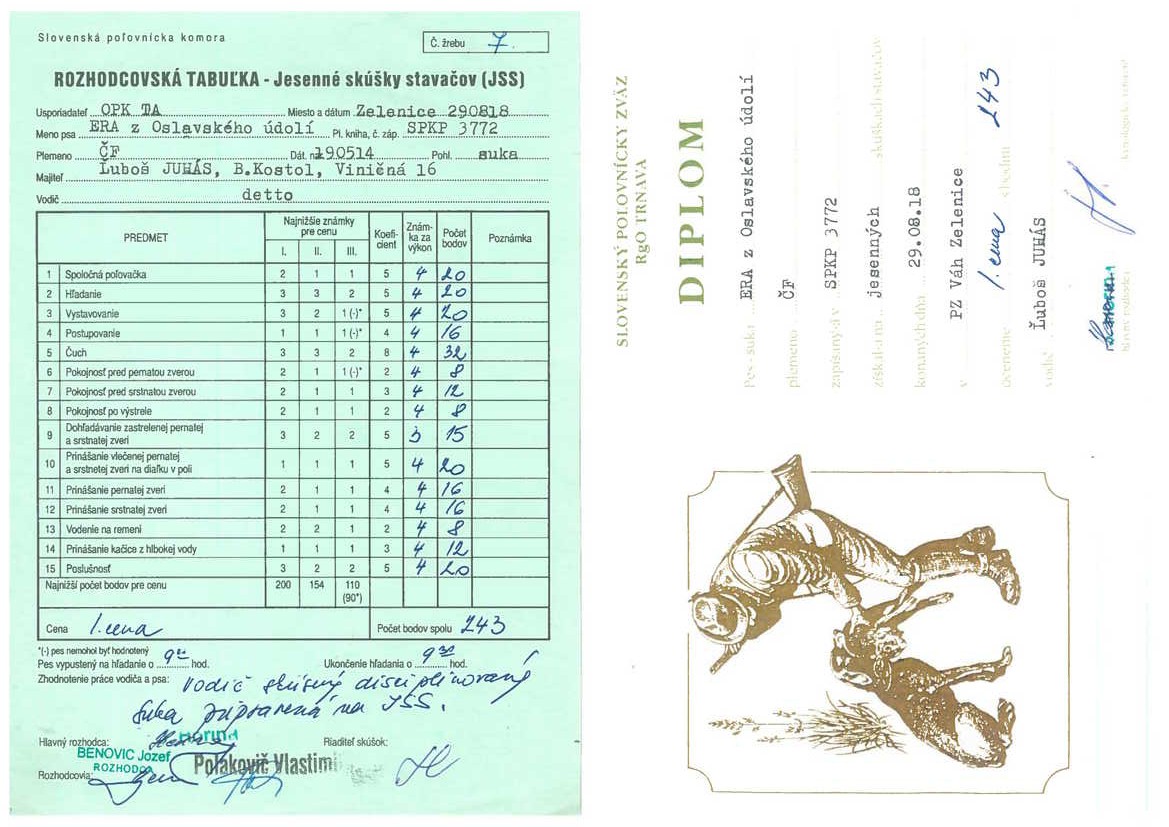 Slovenská poľovnícka komora
Č. žrebu 7.
ROZHODCOVSKÁ TABUĽKA - Jesenné skúšky stavačov (JSS)
Usporiadateľ OPK TA Miesto a dátum Zelenice 290818
Meno psa ERA z Oslavského údolí Pl. kniha, č. záp. SPKP 3772
Plemeno ČF Dát. n. 190514 Pohl. suka
Majiteľ Ľuboš JUHÁS, B.Kostol, Viničná 16
Vodič detto
PREDMET Najnižšie známky pre cenu I. II. III. Koeficient Známka za výkon Počet bodov Poznámka
1 Spoločná poľovačka 2 1 1 5 4 20
2 Hľadanie 3 3 2 5 4 20
3 Vystavovanie 3 2 1 (-)* 5 4 20
4 Postupovanie 1 1 1 (-)* 4 4 16
5 Čuch 3 3 2 8 4 32
6 Pokojnosť pred pernatou zverou 2 1 1 (-)* 2 4 8
7 Pokojnosť pred srstnatou zverou 2 1 1 3 4 12
8 Pokojnosť po výstrele 2 1 1 2 4 8
9 Dohľadávanie zastrelenej pernatej
a srstnatej zveri 3 2 2 5 3 15
10 Prinášanie vlečenej pernatej
a srstnetej zveri na diaľku v poli 1 1 1 5 4 20
11 Prinášanie pernatej zveri 2 1 1 4 4 16
12 Prinášanie srstnatej zveri 2 1 1 4 4 16
13 Vodenie na remeni 2 2 1 2 4 8
14 Prinášanie kačice z hlbokej vody 1 1 1 3 4 12
15 Poslušnosť 3 2 2 5 4 20
Najnižší počet bodov pre cenu 200 154 110
(90*)
Cena 1. cena Počet bodov spolu 243
*(-) pes nemohol byť hodnotený
Pes vypustený na hľadanie o 9 00 hod. Ukončenie hľadania o 9 30 hod.
Zhodnotenie práce vodiča a psa: Vodič skúsený disciplinovaný
suka pripravená na JSS.
Hlavný rozhodca: Riaditeľ skúšok:
BENOVIC Jozef
ROZHODCA
Poľakovič Vlastimi
Rozhodcovia:
SLOVENSKÝ POĽOVNÍCKY ZVÄZ
RgO TRNAVA
DIPLOM
Pes - suka ERA z Oslavského údolí
plemeno ČF
zapísaný-á v SPKP 3772
získal-a na jesenných skúškach stavačov
konaných dňa 29.08.18
v PZ Váh Zelenice
ocenenie 1. cena 243
vodič Ľuboš JUHÁS
hlavný rozhodca